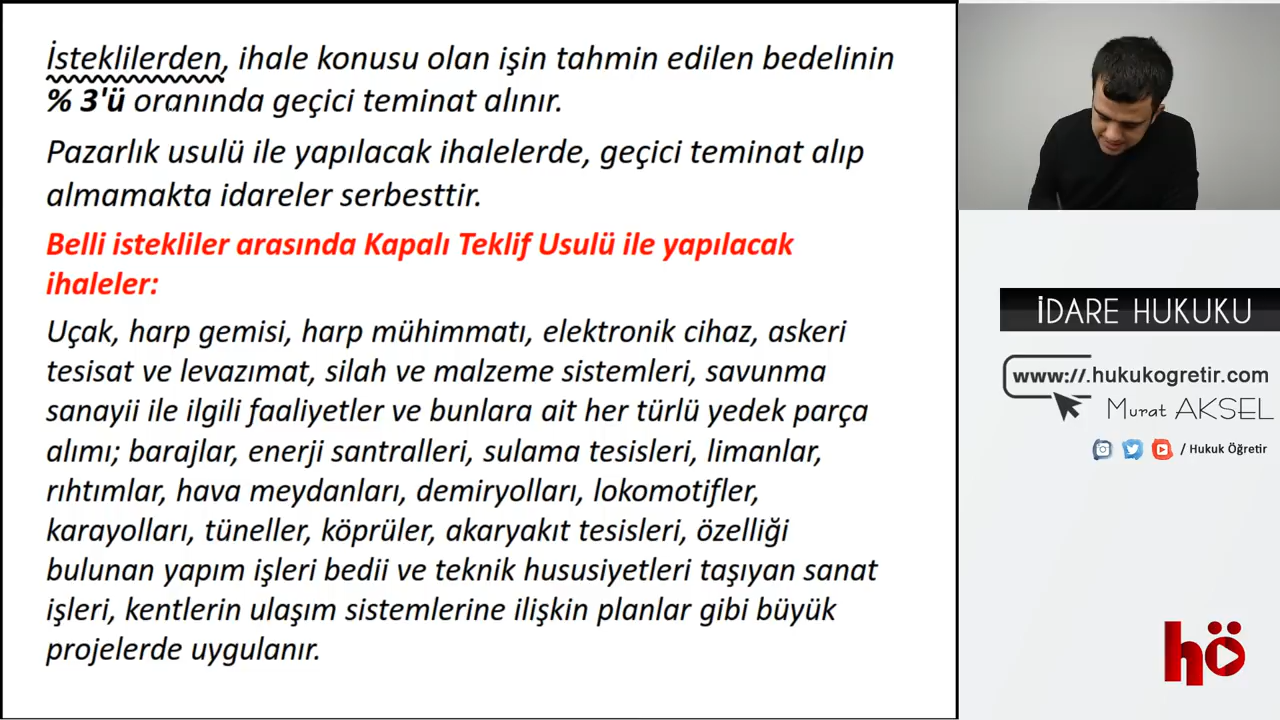 İsteklilerden, ihale konusu olan işin tahmin edilen bedelinin
% 3'ü oranında geçici teminat alınır.
Pazarlık usulü ile yapılacak ihalelerde, geçici teminat alıp
almamakta idareler serbesttir.
Belli istekliler arasında Kapalı Teklif Usulü ile yapılacak
ihaleler:
Uçak, harp gemisi, harp mühimmatı, elektronik cihaz, askeri
tesisat ve levazımat, silah ve malzeme sistemleri, savunma
sanayii ile ilgili faaliyetler ve bunlara ait her türlü yedek parça
alımı; barajlar, enerji santralleri, sulama tesisleri, limanlar,
rıhtımlar, hava meydanları, demiryolları, lokomotifler,
karayolları, tüneller, köprüler, akaryakıt tesisleri, özelliği
bulunan yapım işleri bedii ve teknik hususiyetleri taşıyan sanat
işleri, kentlerin ulaşım sistemlerine ilişkin planlar gibi büyük
projelerde uygulanır.
İDARE HUKUKU
www://.hukukogretir.com
Murat AKSEL
/ Hukuk Öğretir
hö